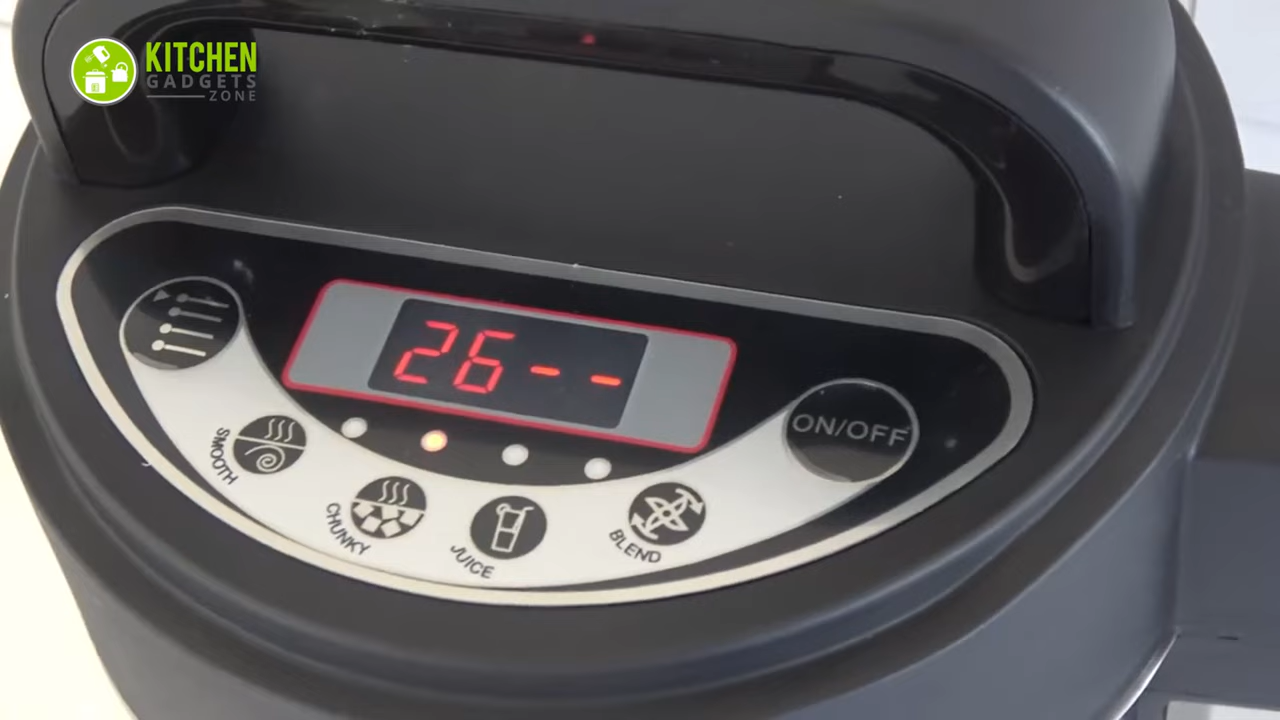 KITCHEN
GADGETS
ZONE
26--
ON/OFF
SMOOTH
CHUNKY
JUICE
BLEND